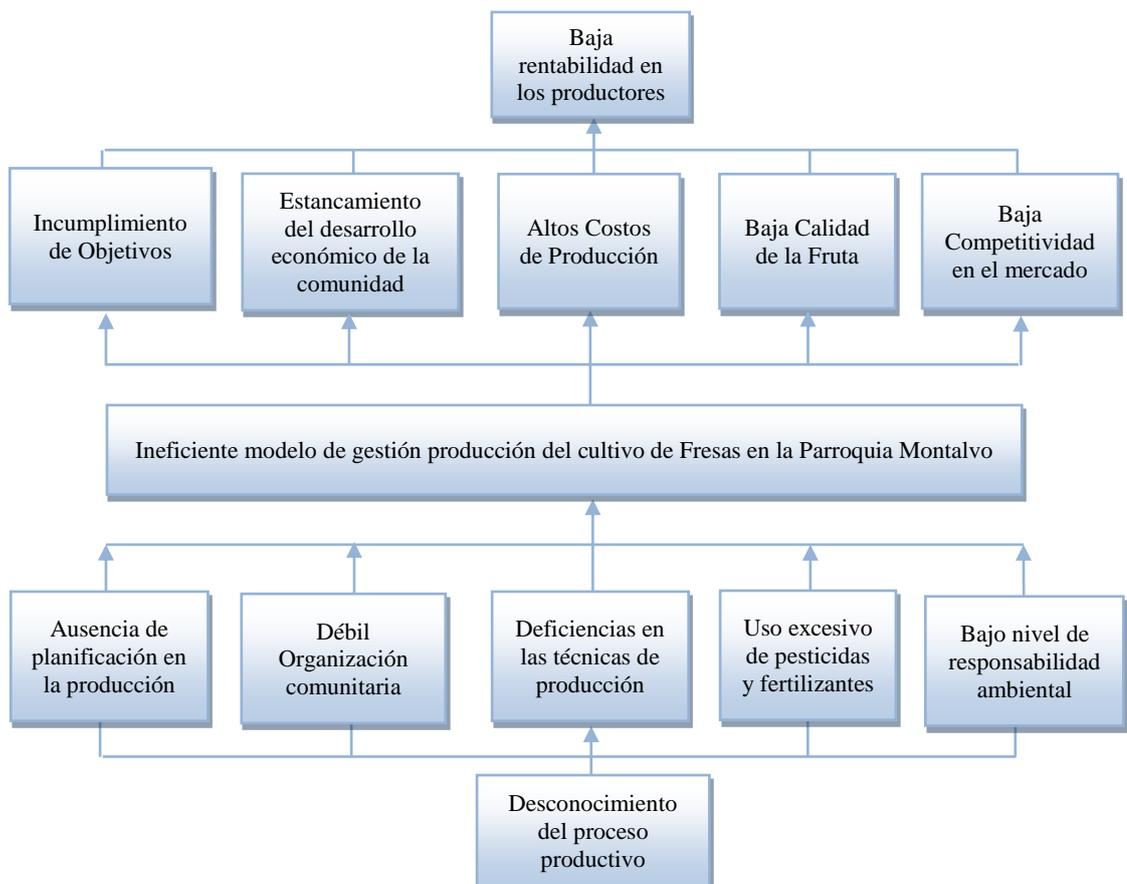 Baja
rentabilidad en
los productores
Incumplimiento
de Objetivos
Estancamiento
del desarrollo
económico de la
comunidad
Altos Costos
de Producción
Baja Calidad
de la Fruta
Baja
Competitividad
en el mercado
Ineficiente modelo de gestión producción del cultivo de Fresas en la Parroquia Montalvo
Ausencia de
planificación en
la producción
Débil
Organización
comunitaria
Deficiencias en
las técnicas de
producción
Uso excesivo
de pesticidas
y fertilizantes
Bajo nivel de
responsabilidad
ambiental
Desconocimiento
del proceso
productivo